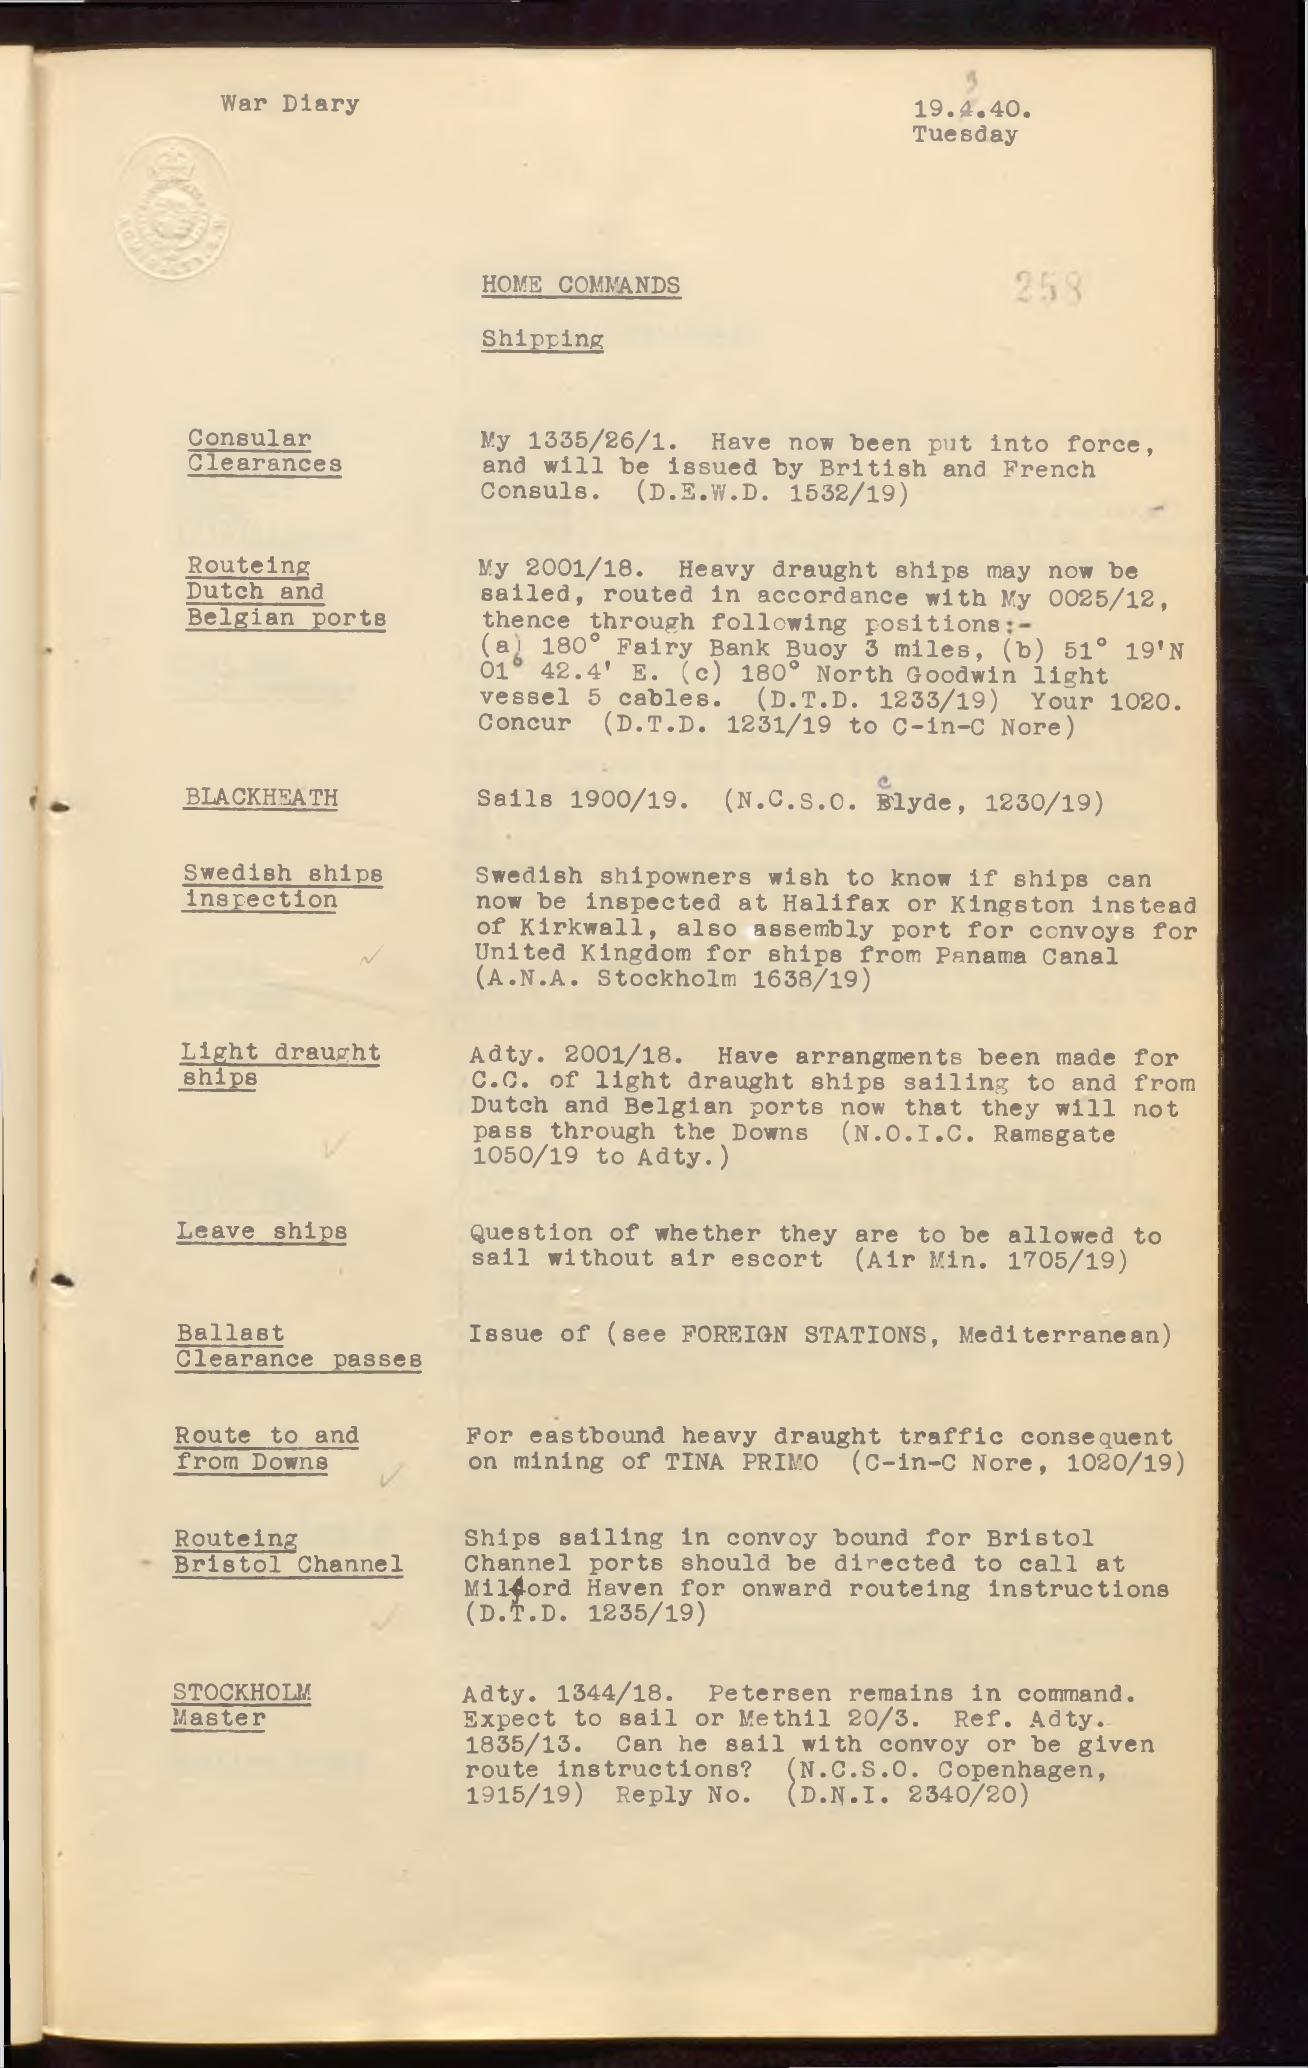 War Diary
19.3.40.
Tuesday
HOME COMMANDS
258
Shipping
Consular
Clearances
My 1335/26/1. Have now been put into force,
and will be issued by British and French
Consuls. (D.E.W.D. 1532/19)
Routeing
Dutch and
Belgian ports
My 2001/18. Heavy draught ships may now be
sailed, routed in accordance with My 0025/12,
thence through following positions:-
(a) 180° Fairy Bank Buoy 3 miles, (b) 51° 19'N
01° 42.4' E. (c) 180° North Goodwin light
vessel 5 cables. (D.T.D. 1233/19) Your 1020.
Concur (D.T.D. 1231/19 to C-in-C Nore)
BLACKHEATH
Sails 1900/19. (N.C.S.O. Clyde, 1230/19)
Swedish ships
inspection
Swedish shipowners wish to know if ships can
now be inspected at Halifax or Kingston instead
of Kirkwall, also assembly port for convoys for
United Kingdom for ships from Panama Canal
(A.N.A. Stockholm 1638/19)
Light draught
ships
Adty. 2001/18. Have arrangments been made for
C.C. of light draught ships sailing to and from
Dutch and Belgian ports now that they will not
pass through the Downs (N.O.I.C. Ramsgate
1050/19 to Adty.)
Leave ships
Question of whether they are to be allowed to
sail without air escort (Air Min. 1705/19)
Ballast
Clearance passes
Issue of (see FOREIGN STATIONS, Mediterranean)
Route to and
from Downs
For eastbound heavy draught traffic consequent
on mining of TINA PRIMO (C-in-C Nore, 1020/19)
Routeing
Bristol Channel
Ships sailing in convoy bound for Bristol
Channel ports should be directed to call at
Milford Haven for onward routeing instructions
(D.T.D. 1235/19)
STOCKHOLM
Master
Adty. 1344/18. Petersen remains in command.
Expect to sail or Methil 20/3. Ref. Adty.
1835/13. Can he sail with convoy or be given
route instructions? (N.C.S.O. Copenhagen,
1915/19) Reply No. (D.N.I. 2340/20)